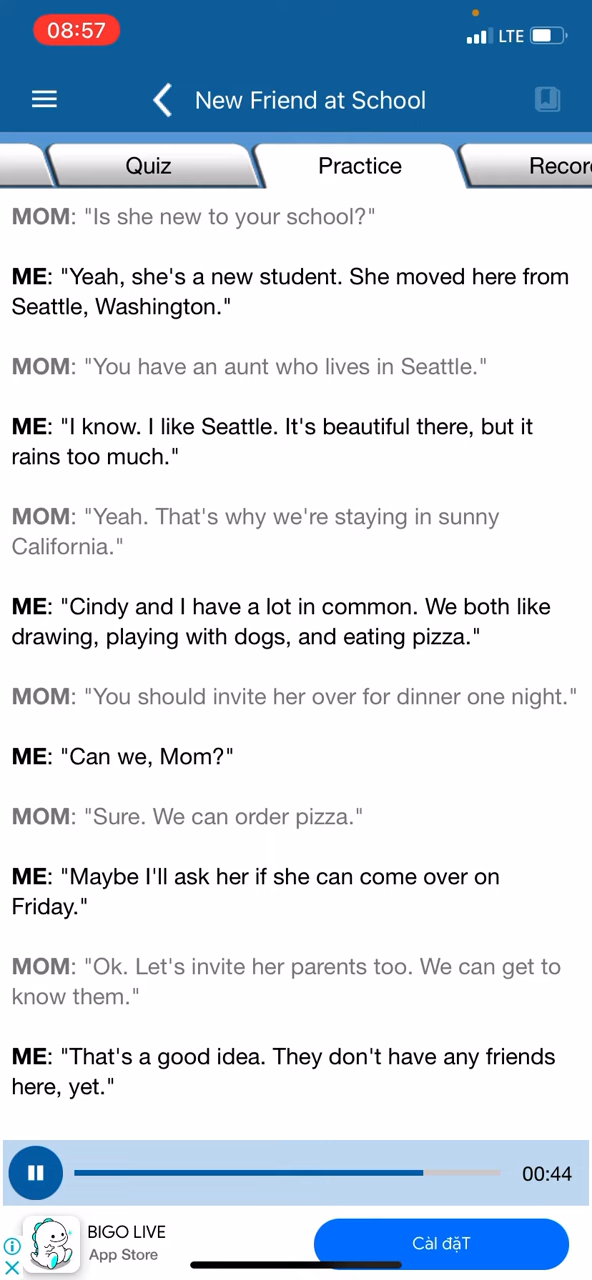 08:57
LTE
New Friend at School
Quiz
Practice
Recor
MOM: "Is she new to your school?"
ME: "Yeah, she's a new student. She moved here from
Seattle, Washington."
MOM: "You have an aunt who lives in Seattle."
ME: "I know. I like Seattle. It's beautiful there, but it
rains too much."
MOM: "Yeah. That's why we're staying in sunny
California."
ME: "Cindy and I have a lot in common. We both like
drawing, playing with dogs, and eating pizza."
MOM: "You should invite her over for dinner one night."
ME: "Can we, Mom?"
MOM: "Sure. We can order pizza."
ME: "Maybe I'll ask her if she can come over on
Friday."
MOM: "Ok. Let's invite her parents too. We can get to
know them."
ME: "That's a good idea. They don't have any friends
here, yet."
00:44
BIGO LIVE
App Store
Cài đặT